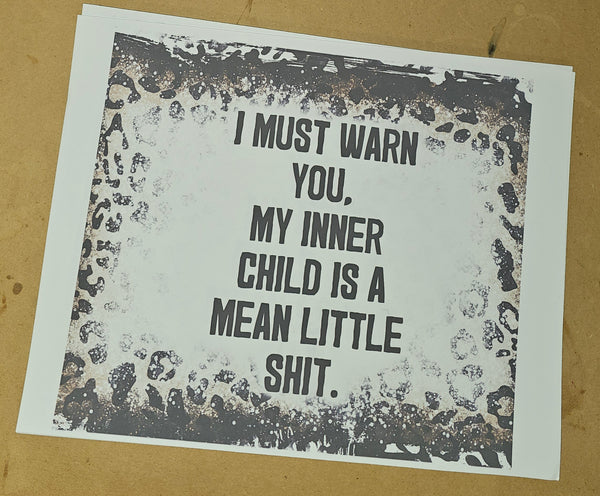 I MUST WARN
YOU,
MY INNER
CHILD IS A
MEAN LITTLE
SHIT.